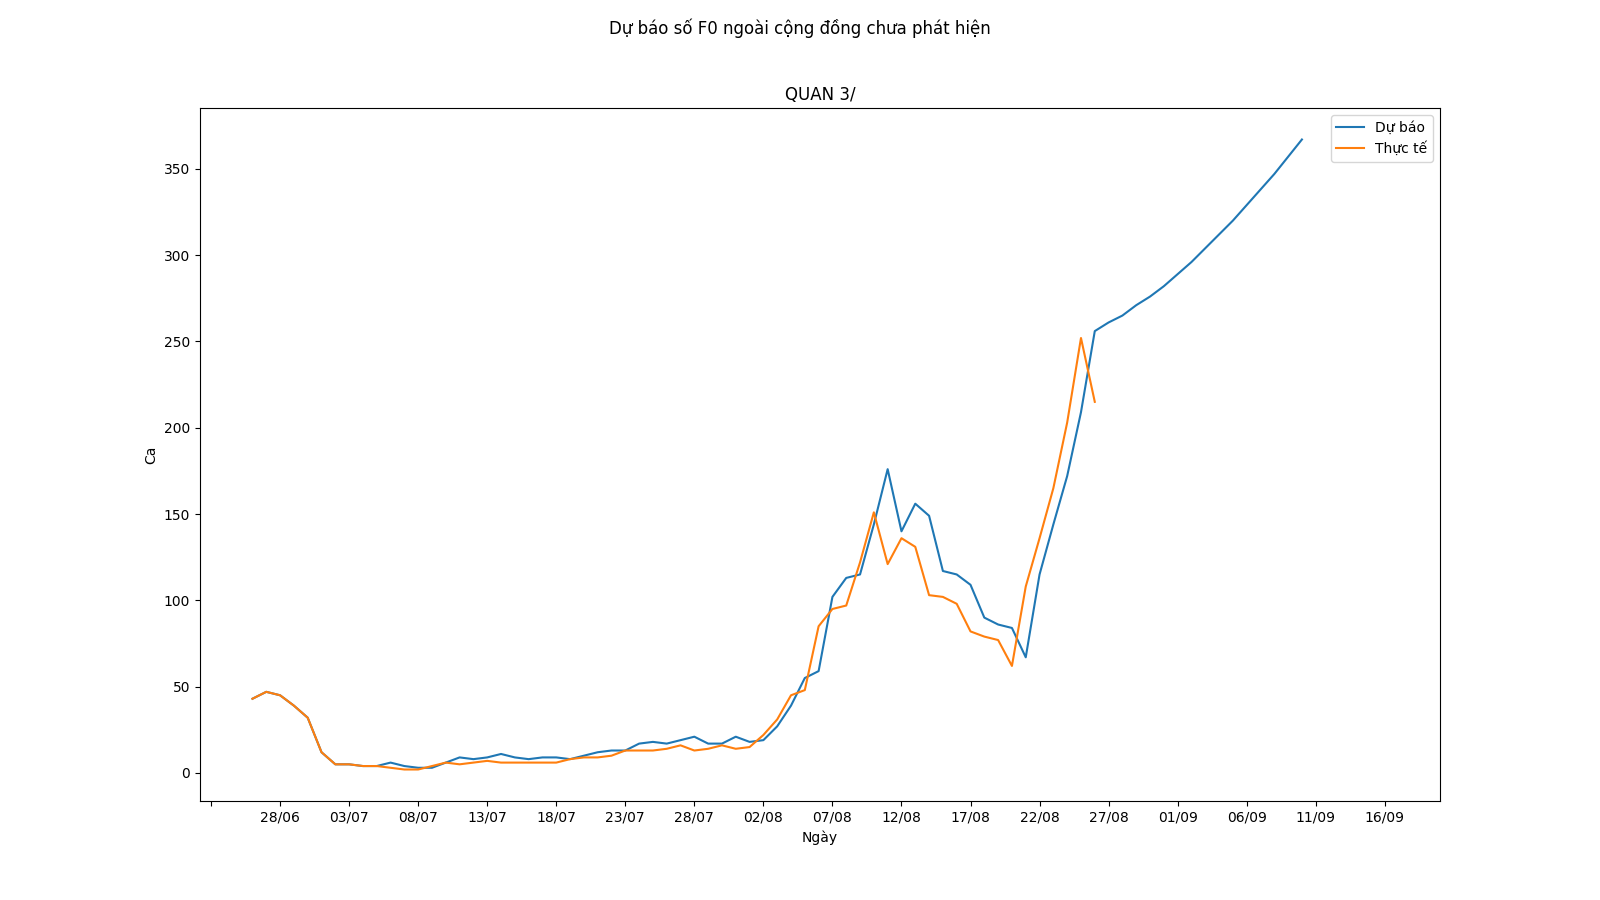 Dự báo số F0 ngoài cộng đồng chưa phát hiện
QUAN 3/
Dự báo
Thực tế
350
300
250
200
150
100
50
0
Ca
28/06 03/07 08/07 13/07 18/07 23/07 28/07 02/08 07/08 12/08 17/08 22/08 27/08 01/09 06/09 11/09 16/09
Ngày